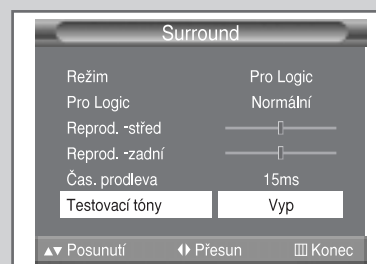 Surround
Režim Pro Logic
Pro Logic Normální
Reprod. -střed
Reprod. -zadní
Čas. prodleva 15ms
Testovací tóny Vyp
▲▼ Posunutí ◀▶ Přesun Konec